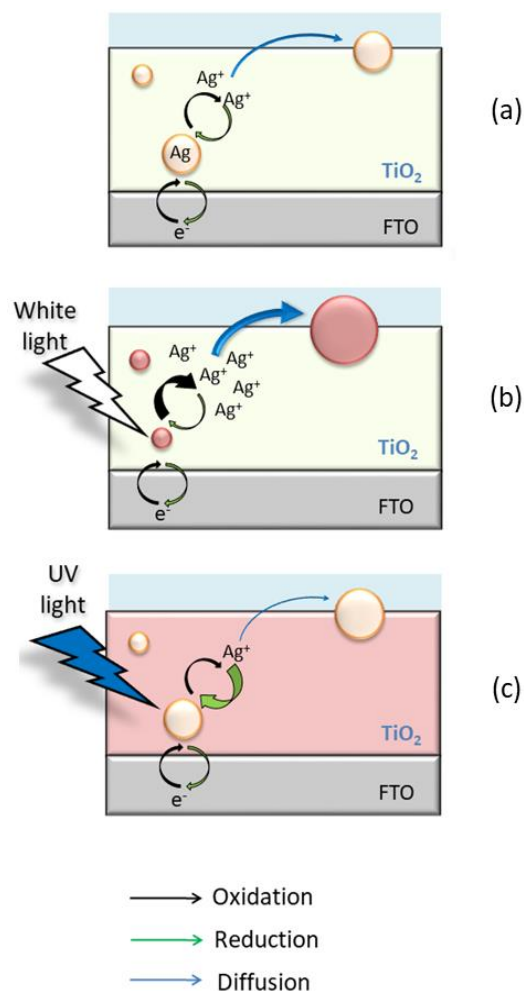 Ag⁺
Ag⁺
(a)
Ag
TiO₂
e⁻
FTO
White
light
Ag⁺
Ag⁺
Ag⁺
Ag⁺
Ag⁺
(b)
TiO₂
e⁻
FTO
UV
light
Ag⁺
(c)
TiO₂
e⁻
FTO
Oxidation
Reduction
Diffusion